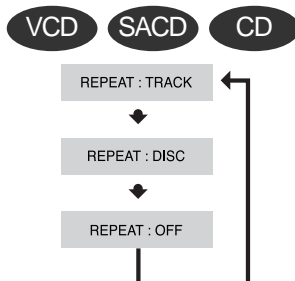 VCD SACD CD
REPEAT : TRACK
REPEAT : DISC
REPEAT : OFF